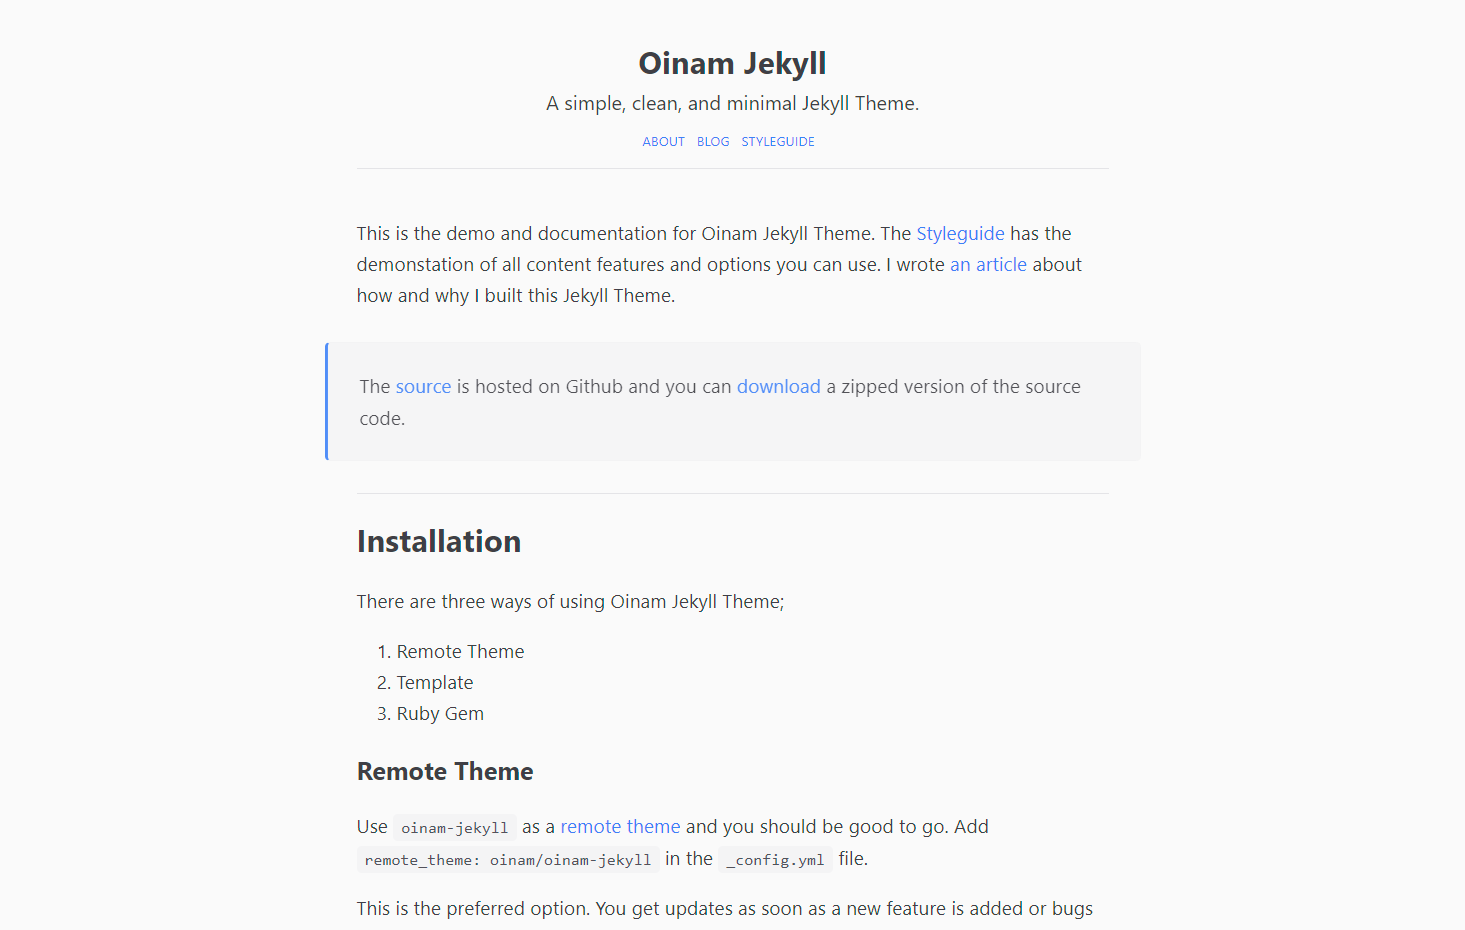 Oinam Jekyll
A simple, clean, and minimal Jekyll Theme.
ABOUT BLOG STYLEGUIDE
This is the demo and documentation for Oinam Jekyll Theme. The Styleguide has the
demonstation of all content features and options you can use. I wrote an article about
how and why I built this Jekyll Theme.
The source is hosted on Github and you can download a zipped version of the source
code.
Installation
There are three ways of using Oinam Jekyll Theme;
1. Remote Theme
2. Template
3. Ruby Gem
Remote Theme
Use oinam-jekyll as a remote theme and you should be good to go. Add
remote_theme: oinam/oinam-jekyll in the _config.yml file.
This is the preferred option. You get updates as soon as a new feature is added or bugs